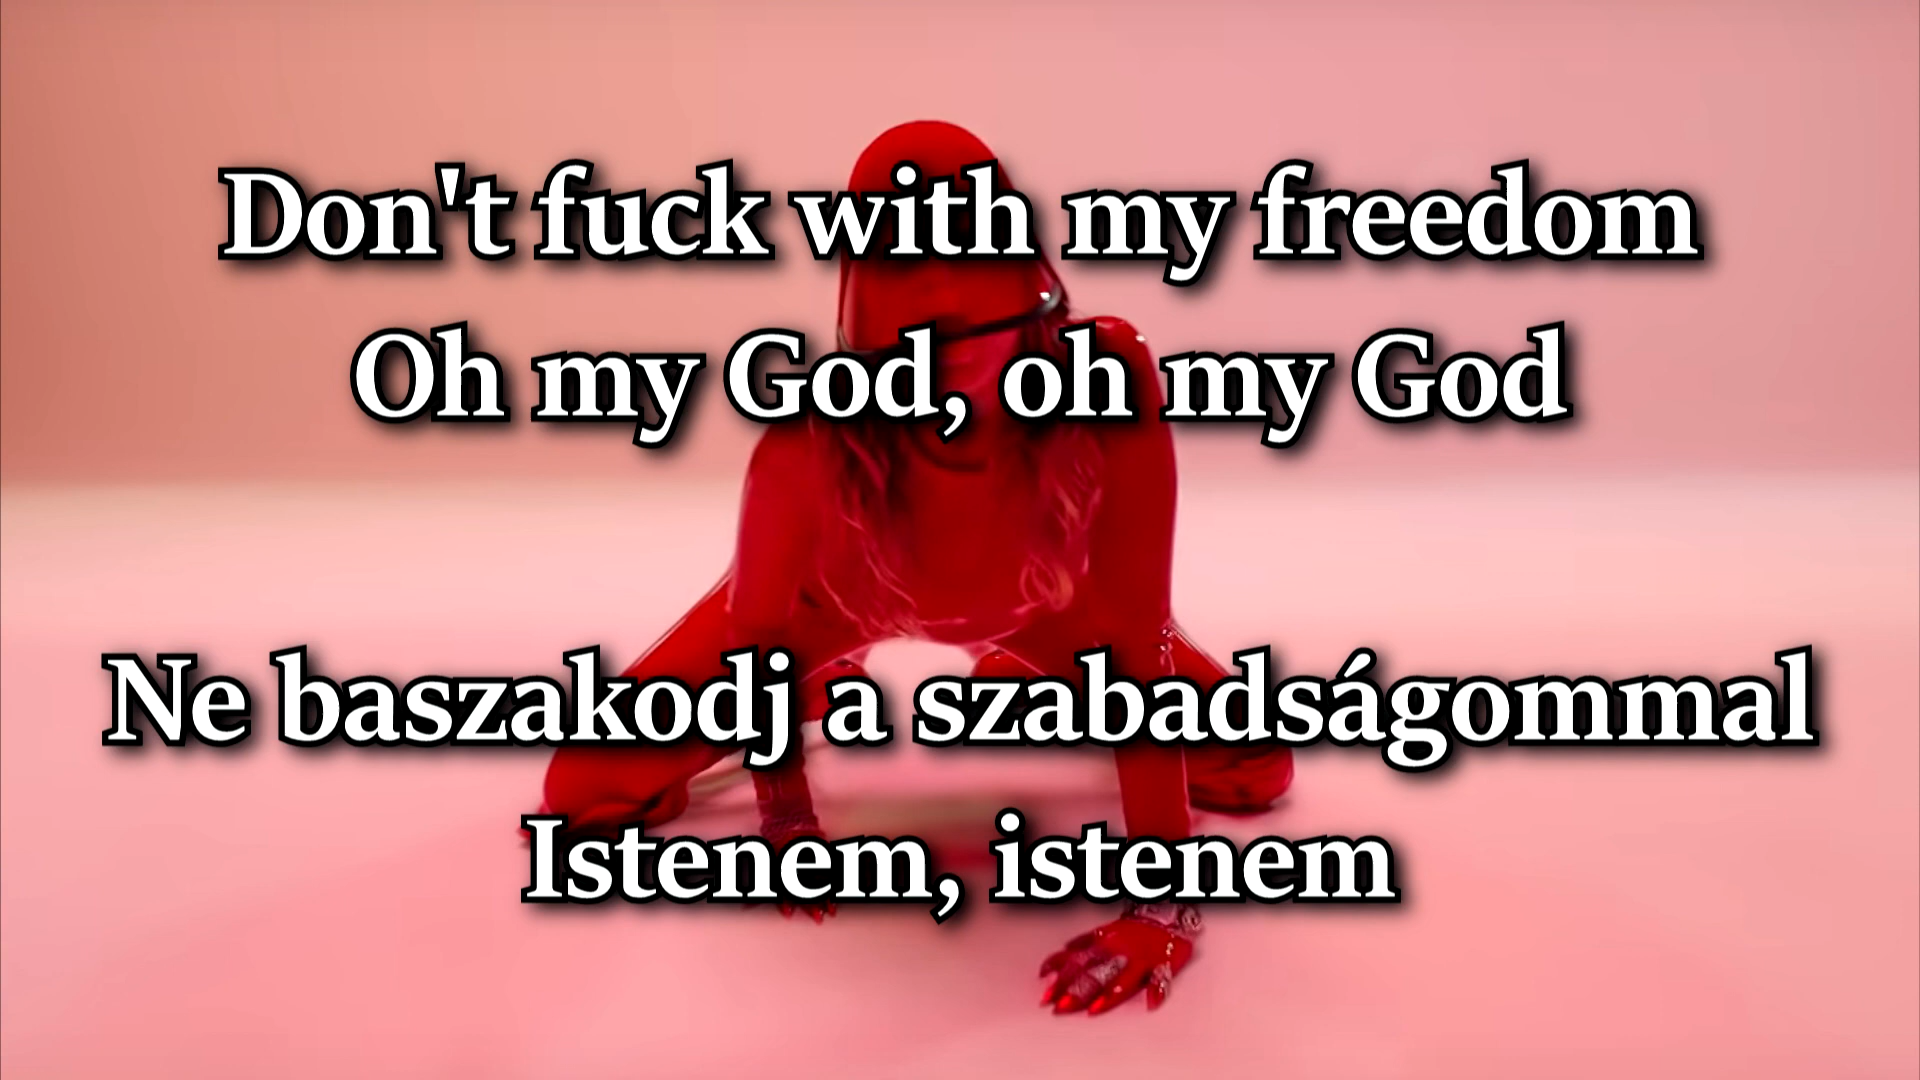 Don't fuck with my freedom
Oh my God, oh my God
Ne baszakodj a szabadságommal
Istenem, istenem